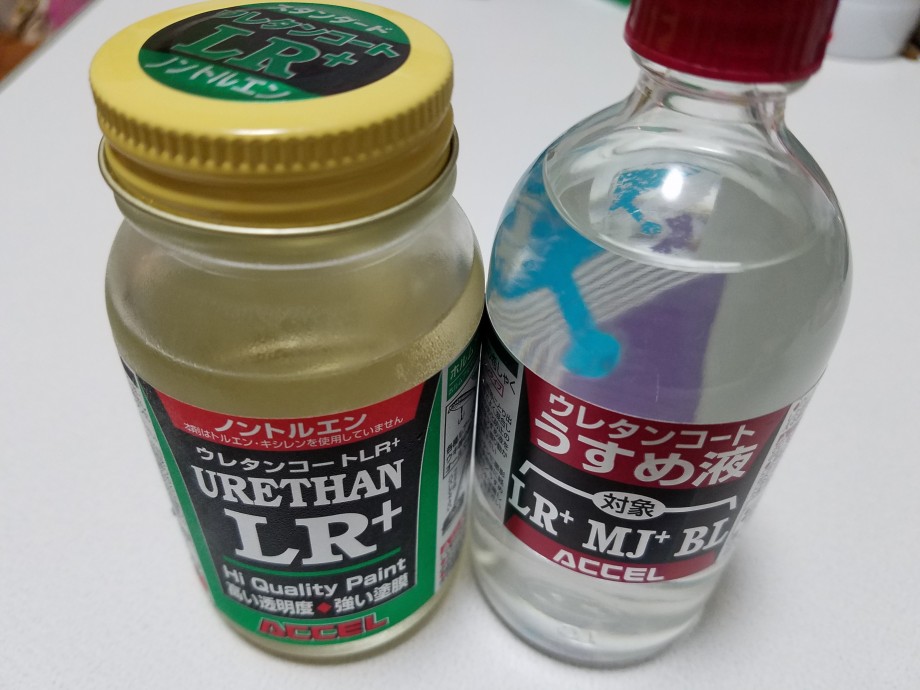 スタンダード
ウレタンコート
LR+
ノントルエン
ノントルエン
本剤はトルエン・キシレンを使用していません
ウレタンコートLR+
URETHAN
LR+
Hi Quality Paint
高い透明度◆強い塗膜
ACCEL
ウレタンコート
うすめ液
対象
LR+ MJ+ BL
ACCEL